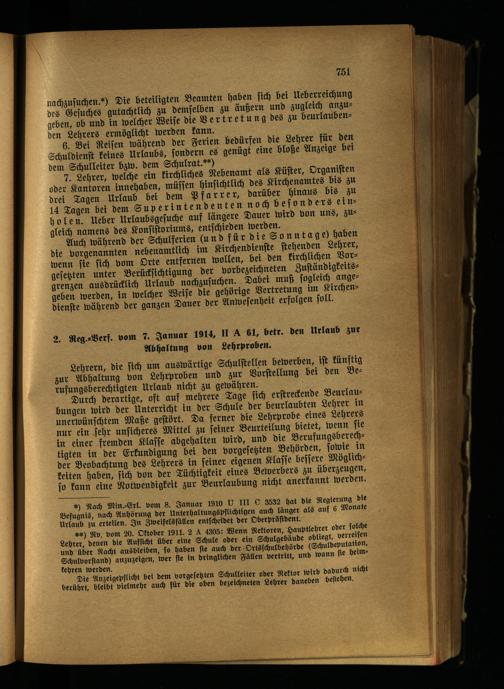 751
nachzusuchen.*) Die beteiligten Beamten haben sich bei Ueberreichung
des Gesuches gutachtlich zu demselben zu äußern und zugleich anzu-
geben, ob und in welcher Weise die Vertretung des zu beurlauben-
den Lehrers ermöglicht werden kann.
6. Bei Reisen während der Ferien bedürfen die Lehrer für den
Schuldienst keines Urlaubs, sondern es genügt eine bloße Anzeige bei
dem Schulleiter bzw. dem Schulrat.**)
7. Lehrer, welche ein kirchliches Nebenamt als Küster, Organisten
oder Kantoren innehaben, müssen hinsichtlich des Kirchenamtes bis zu
drei Tagen Urlaub bei dem Pfarrer, darüber hinaus bis zu
14 Tagen bei dem Superintendenten noch besonders ein-
holen. Ueber Urlaubsgesuche auf längere Dauer wird von uns, zu-
gleich namens des Konsistoriums, entschieden werden.
Auch während der Schulferien (und für die Sonntage) haben
die vorgenannten nebenamtlich im Kirchendienste stehenden Lehrer,
wenn sie sich vom Orte entfernen wollen, bei den kirchlichen Vor-
gesetzten unter Berücksichtigung der vorbezeichneten Zuständigkeits-
grenzen ausdrücklich Urlaub nachzusuchen. Dabei muß sogleich ange-
geben werden, in welcher Weise die gehörige Vertretung im Kirchen-
dienste während der ganzen Dauer der Anwesenheit erfolgen soll.
2. Reg.-Verf. vom 7. Januar 1914, II A 61, betr. den Urlaub zur
Abhaltung von Lehrproben.
Lehrern, die sich um auswärtige Schulstellen bewerben, ist künftig
zur Abhaltung von Lehrproben und zur Vorstellung bei den Be-
rufungsberechtigten Urlaub nicht zu gewähren.
Durch derartige, oft auf mehrere Tage sich erstreckende Beurlau-
bungen wird der Unterricht in der Schule der beurlaubten Lehrer in
unerwünschtem Maße gestört. Da ferner die Lehrprobe eines Lehrers
nur ein sehr unsicheres Mittel zu seiner Beurteilung bietet, wenn sie
in einer fremden Klasse abgehalten wird, und die Berufungsberech-
tigten in der Erkundigung bei den vorgesetzten Behörden, sowie in
der Beobachtung des Lehrers in seiner eigenen Klasse bessere Möglich-
keiten haben, sich von der Tüchtigkeit eines Bewerbers zu überzeugen,
so kann eine Notwendigkeit zur Beurlaubung nicht anerkannt werden.
*) Nach Min.-Erl. vom 8. Januar 1910 U III C 3532 hat die Regierung die
Befugnis, nach Anhörung der Unterhaltungspflichtigen auch länger als auf 6 Monate
Urlaub zu erteilen. In Zweifelsfällen entscheidet der Oberpräsident.
**) Rv. vom 20. Oktober 1911. 2 A 4305: Wenn Rektoren, Hauptlehrer oder solche
Lehrer, denen die Aufsicht über eine Schule oder ein Schulgebäude obliegt, verreisen
und über Nacht ausbleiben, so haben sie auch der Ortsschulbehörde (Schuldeputation,
Schulvorstand) anzuzeigen, wer sie in dringlichen Fällen vertritt, und wann sie heim-
kehren werden.
Die Anzeigepflicht bei dem vorgesetzten Schulleiter oder Rektor wird dadurch nicht
berührt, bleibt vielmehr auch für die oben bezeichneten Lehrer daneben bestehen.